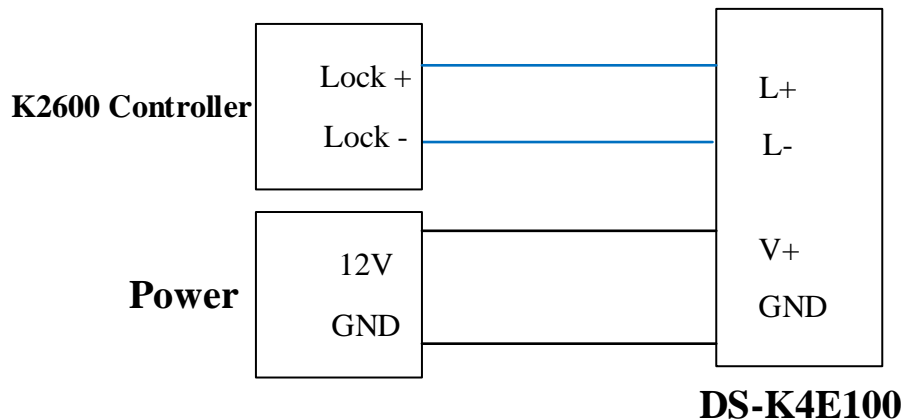 K2600 Controller
Lock +
Lock -
Power
12V
GND
L+
L-
V+
GND
DS-K4E100